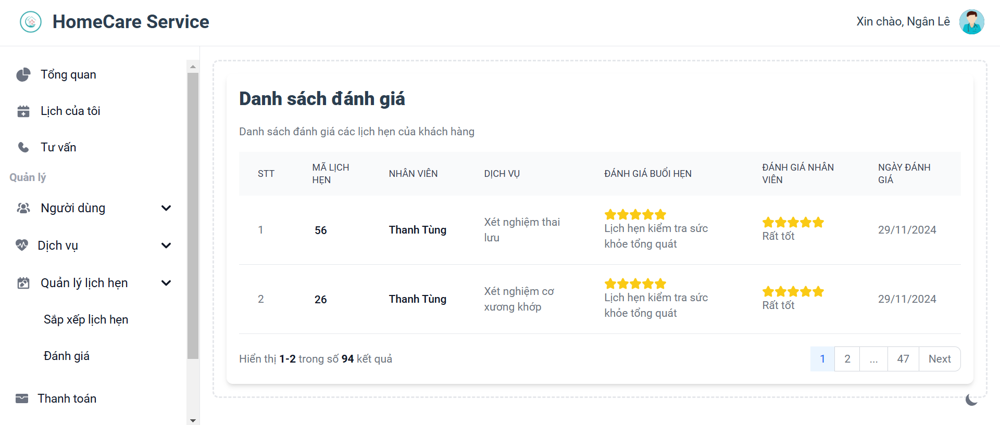 HomeCare Service
Xin chào, Ngân Lê
Tổng quan
Lịch của tôi
Tư vấn
Quản lý
Người dùng
Dịch vụ
Quản lý lịch hẹn
Sắp xếp lịch hẹn
Đánh giá
Thanh toán
Danh sách đánh giá
Danh sách đánh giá các lịch hẹn của khách hàng
STT
MÃ LỊCH
HẸN
NHÂN VIÊN
DỊCH VỤ
ĐÁNH GIÁ BUỔI HẸN
ĐÁNH GIÁ NHÂN
VIÊN
NGÀY ĐÁNH
GIÁ
1
56
Thanh Tùng
Xét nghiệm thai
lưu
Lịch hẹn kiểm tra sức
khỏe tổng quát
Rất tốt
29/11/2024
2
26
Thanh Tùng
Xét nghiệm cơ
xương khớp
Lịch hẹn kiểm tra sức
khỏe tổng quát
Rất tốt
29/11/2024
Hiển thị 1-2 trong số 94 kết quả
1 2 ... 47 Next